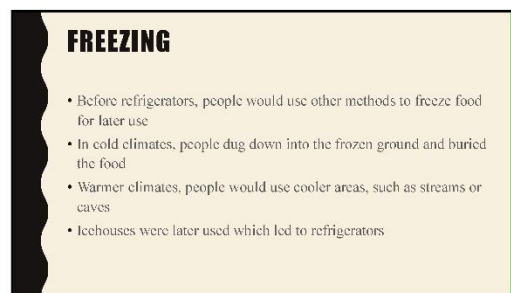 FREEZING
• Before refrigerators, people would use other methods to freeze food
for later use
• In cold climates, people dug down into the frozen ground and buried
the food
• Warmer climates, people would use cooler areas, such as streams or
caves
• Icehouses were later used which led to refrigerators